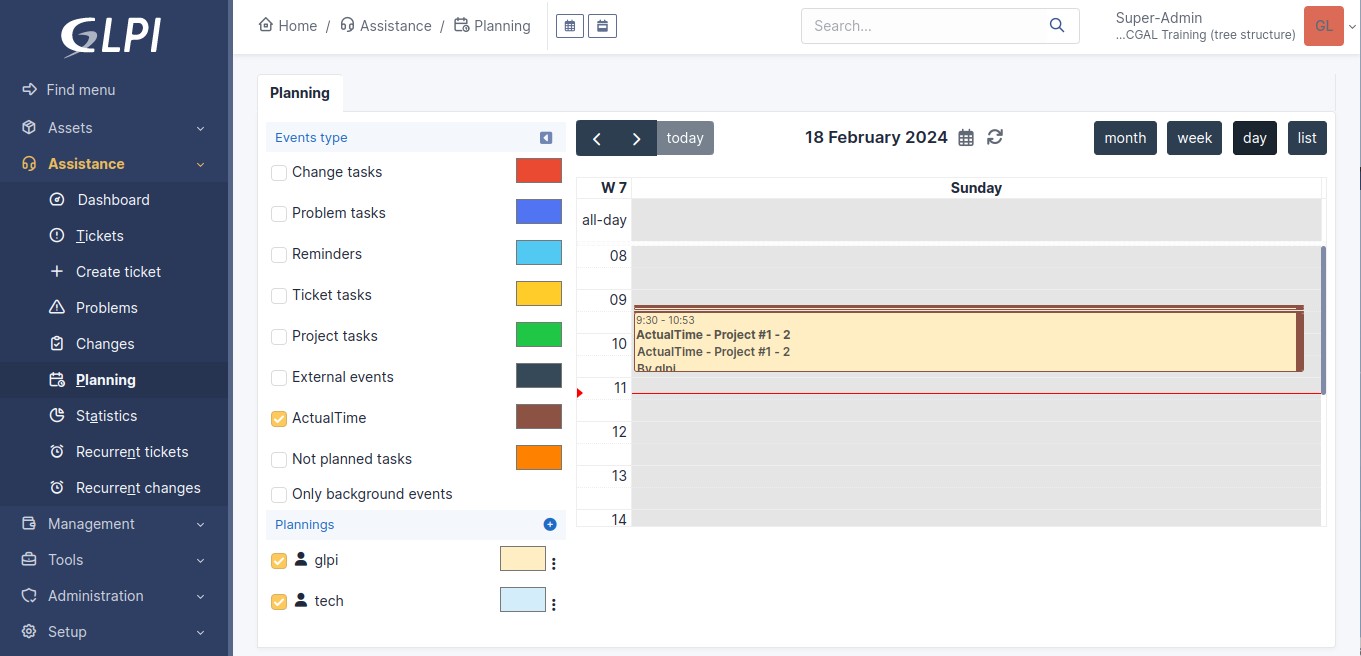 GLPI
Find menu
Assets
Assistance
Dashboard
Tickets
Create ticket
Problems
Changes
Planning
Statistics
Recurrent tickets
Recurrent changes
Management
Tools
Administration
Setup
Home / Assistance / Planning
Search...
Super-Admin
...CGAL Training (tree structure)
GL
Planning
Events type
Change tasks
Problem tasks
Reminders
Ticket tasks
Project tasks
External events
ActualTime
Not planned tasks
Only background events
Plannings
glpi
tech
today
18 February 2024
month week day list
W 7 Sunday
all-day
08
09
9:30 - 10:53
ActualTime - Project #1 - 2
ActualTime - Project #1 - 2
By glpi
10
11
12
13
14